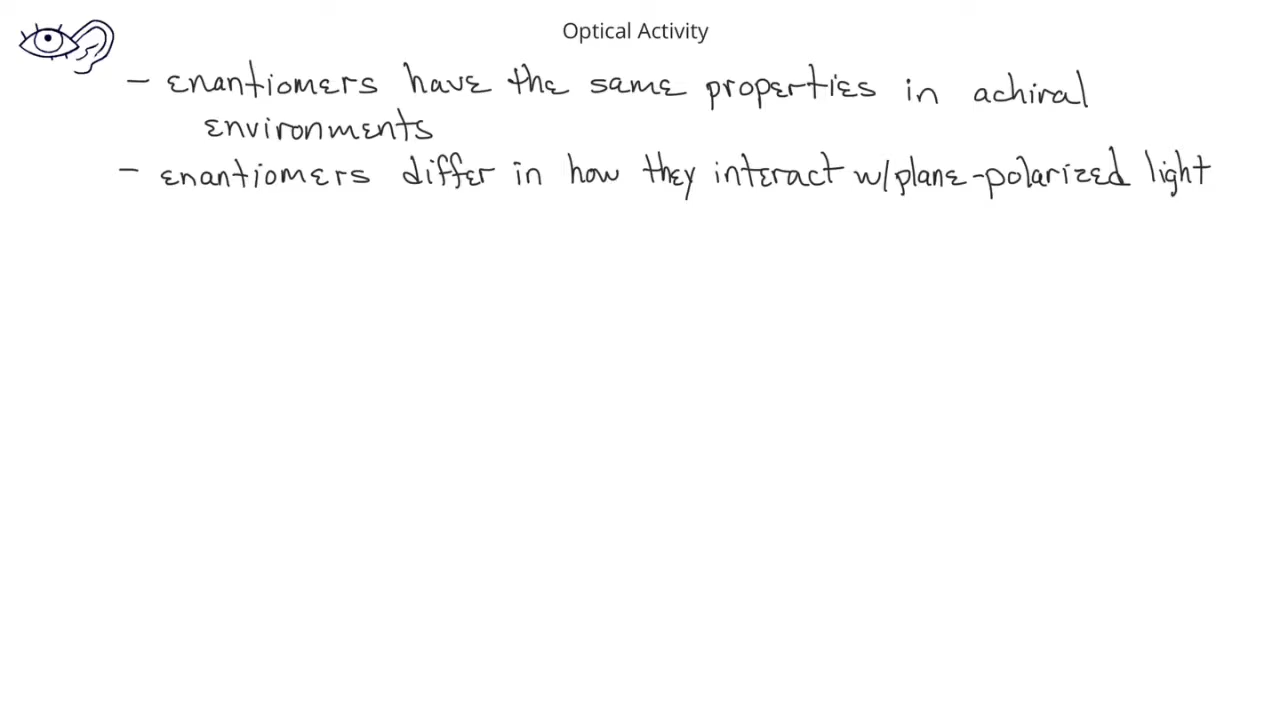 Optical Activity
- enantiomers have the same properties in achiral
environments
- enantiomers differ in how they interact w/plane-polarized light